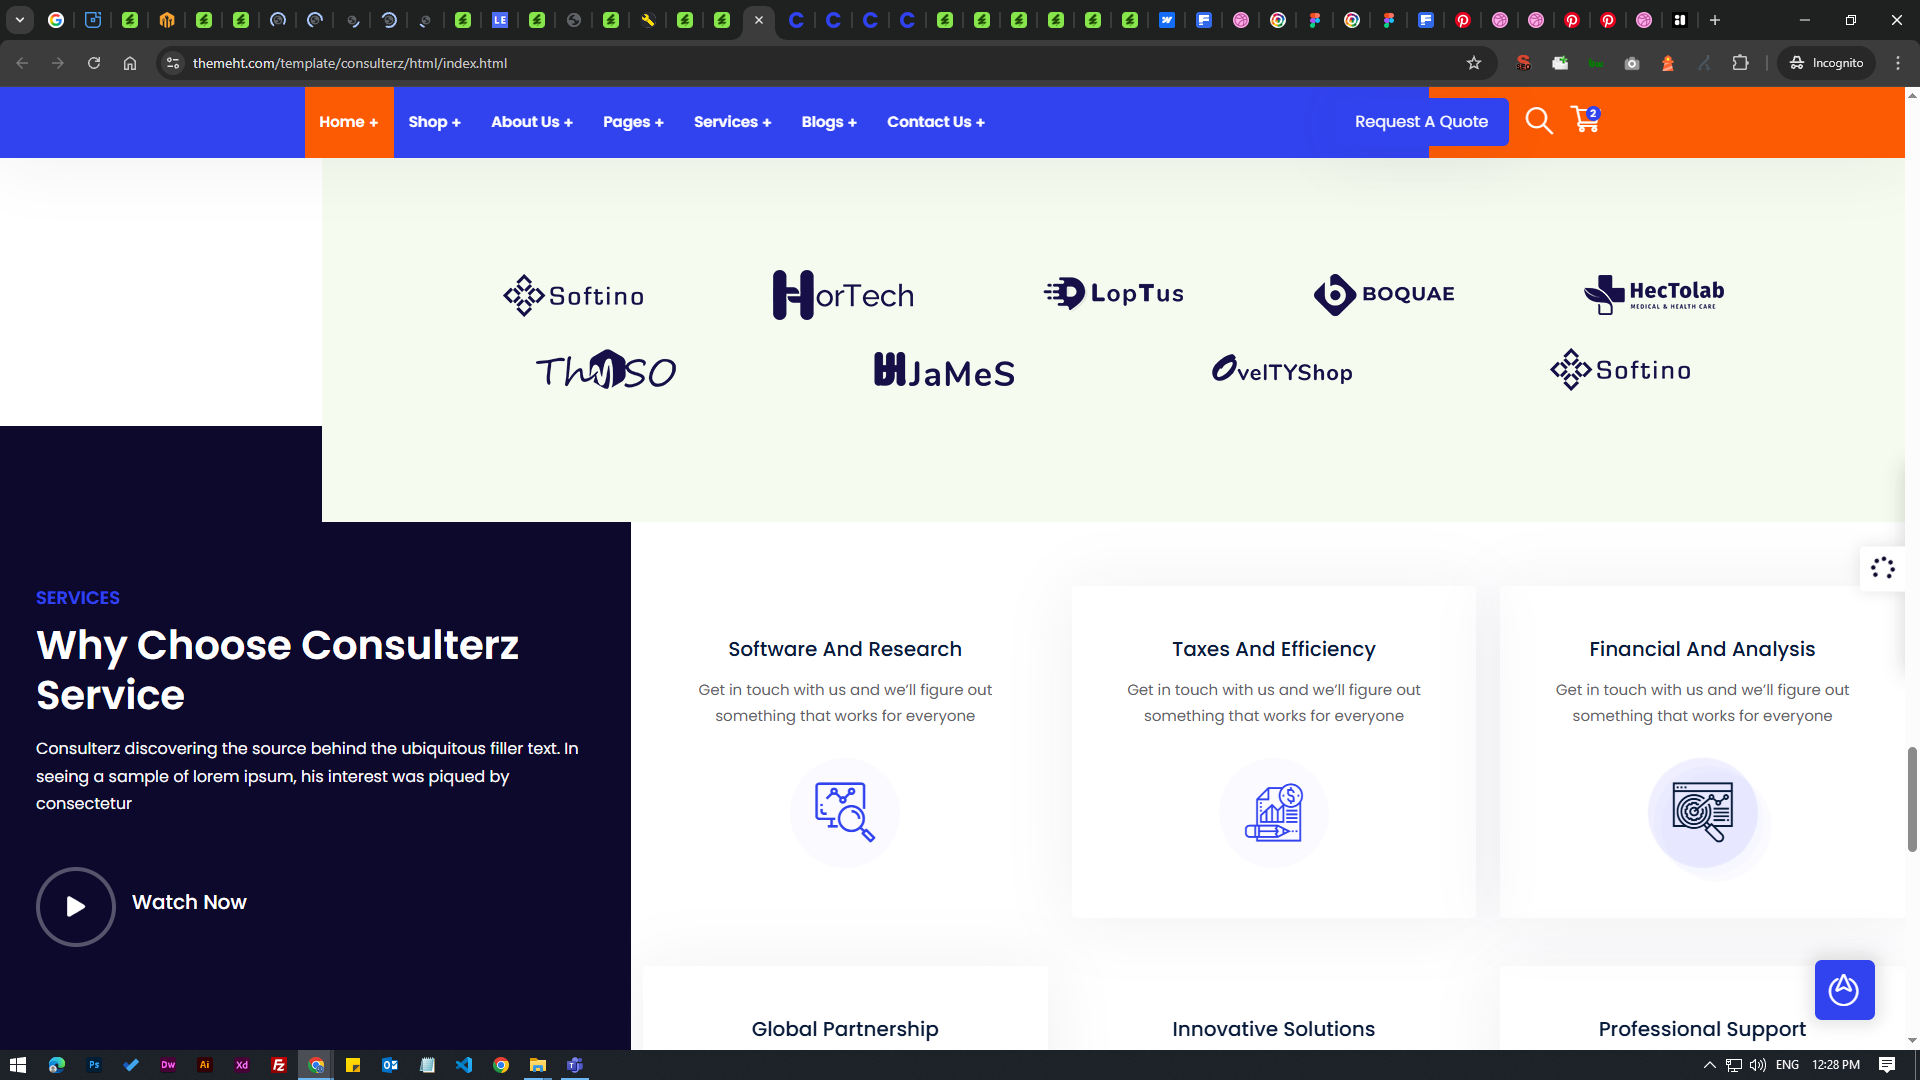 themeht.com/template/consulterz/html/index.html
Incognito
Home +
Shop +
About Us +
Pages +
Services +
Blogs +
Contact Us +
Request A Quote
2
Softino
HorTech
LopTus
BOQUAE
HecTolab
MEDICAL & HEALTH CARE
ThMSO
JaMeS
OvelTYShop
Softino
SERVICES
Why Choose Consulterz
Service
Consulterz discovering the source behind the ubiquitous filler text. In
seeing a sample of lorem ipsum, his interest was piqued by
consectetur
Watch Now
Software And Research
Get in touch with us and we’ll figure out
something that works for everyone
Taxes And Efficiency
Get in touch with us and we’ll figure out
something that works for everyone
Financial And Analysis
Get in touch with us and we’ll figure out
something that works for everyone
Global Partnership
Innovative Solutions
Professional Support
ENG
12:28 PM